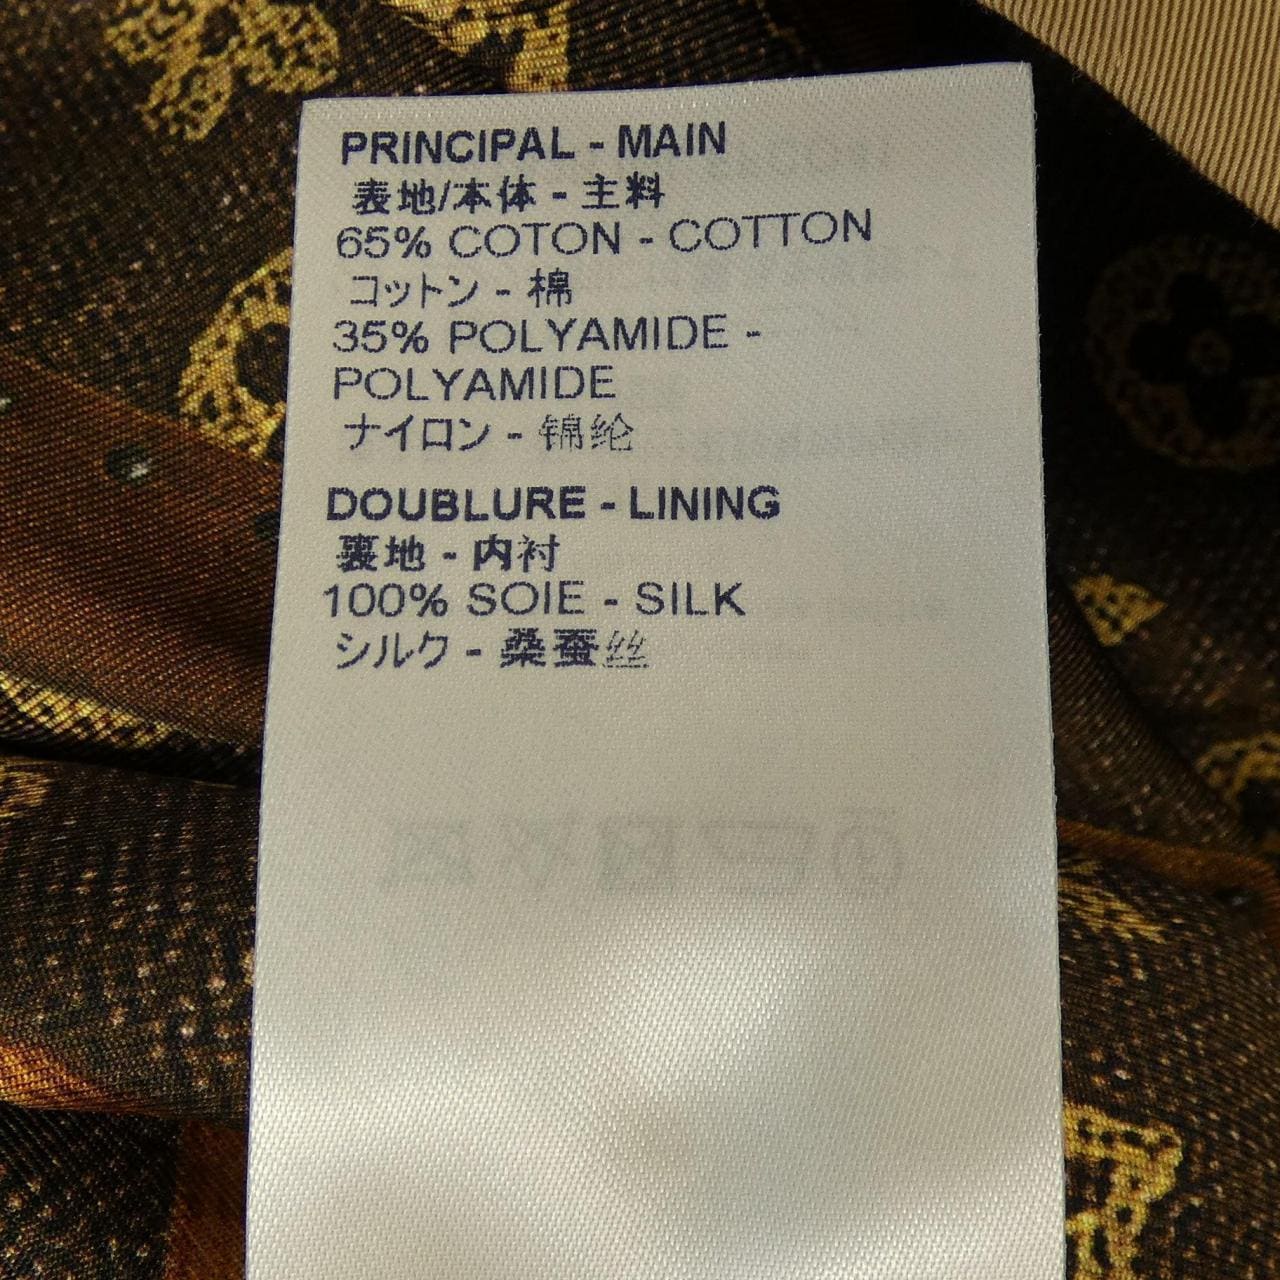 PRINCIPAL - MAIN
表地/本体 - 主料
65% COTON - COTTON
コットン - 棉
35% POLYAMIDE -
POLYAMIDE
ナイロン - 锦纶
DOUBLURE - LINING
裏地 - 内衬
100% SOIE - SILK
シルク - 桑蚕丝